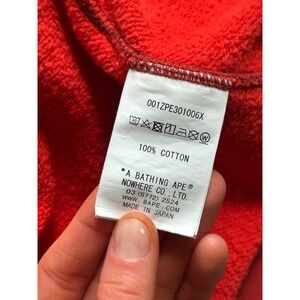 001ZPE301006X
100% COTTON
*A BATHING APE®
NOWHERE CO., LTD.
03 (5772) 2524
WWW.BAPE.COM
MADE IN JAPAN